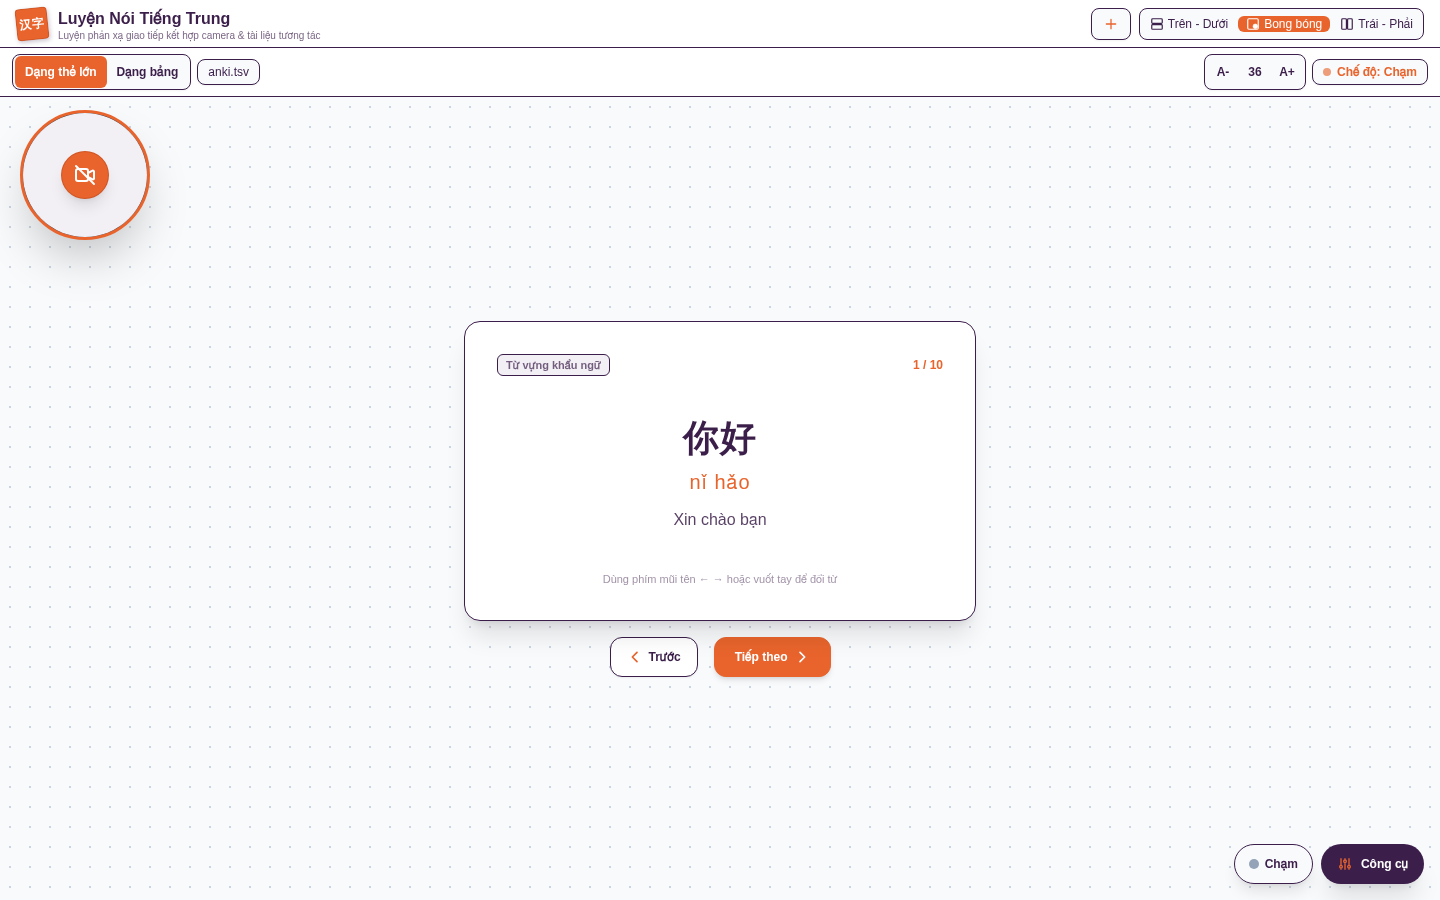 汉字
Luyện Nói Tiếng Trung
Luyện phản xạ giao tiếp kết hợp camera & tài liệu tương tác
Trên - Dưới
Bong bóng
Trái - Phải
Dạng thẻ lớn
Dạng bảng
anki.tsv
A-
36
A+
Chế độ: Chạm
Từ vựng khẩu ngữ
1 / 10
你好
nǐ hǎo
Xin chào bạn
Dùng phím mũi tên ← → hoặc vuốt tay để đổi từ
Trước
Tiếp theo
Chạm
Công cụ